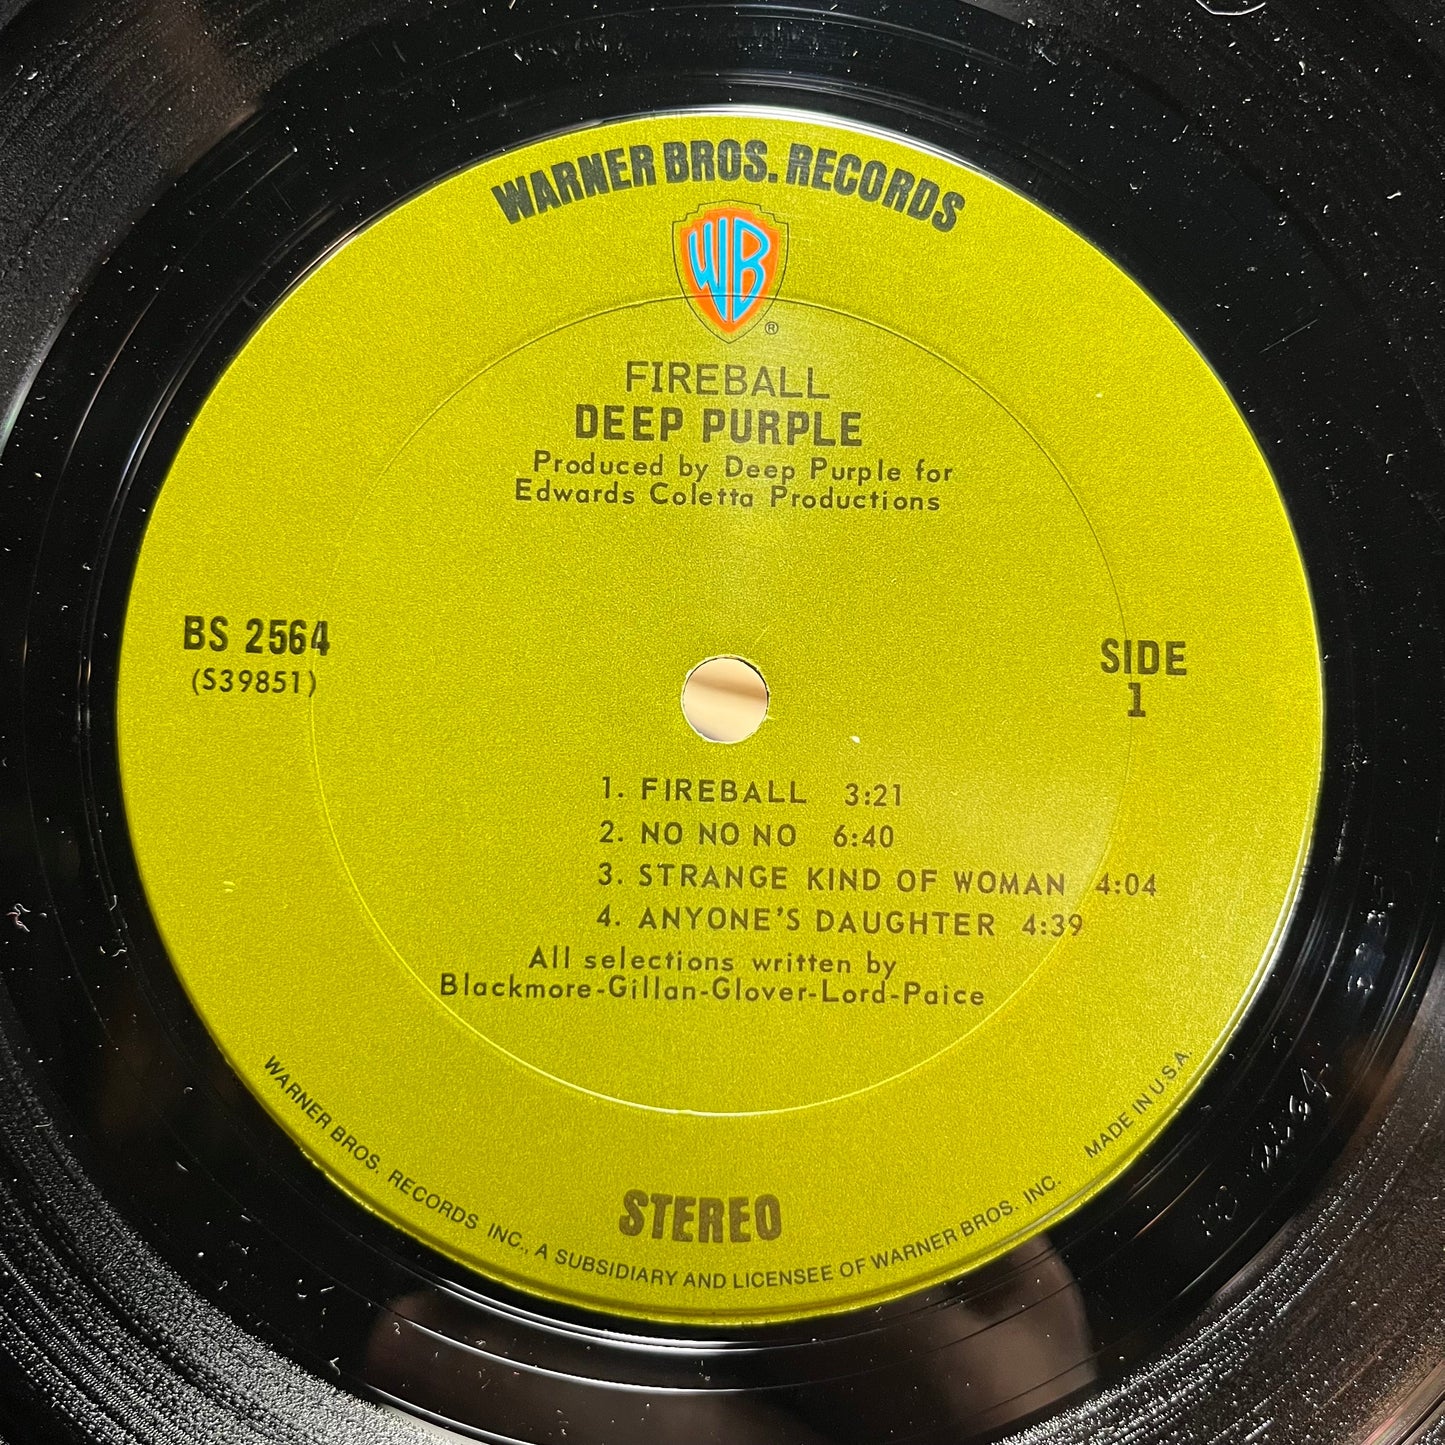 WARNER BROS. RECORDS
WB
®
FIREBALL
DEEP PURPLE
Produced by Deep Purple for
Edwards Coletta Productions
BS 2564
(S39851)
SIDE
1
1. FIREBALL 3:21
2. NO NO NO 6:40
3. STRANGE KIND OF WOMAN 4:04
4. ANYONE'S DAUGHTER 4:39
All selections written by
Blackmore-Gillan-Glover-Lord-Paice
STEREO
WARNER BROS. RECORDS INC., A SUBSIDIARY AND LICENSEE OF WARNER BROS. INC. MADE IN U.S.A.